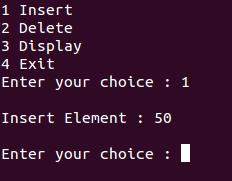 1 Insert
2 Delete
3 Display
4 Exit
Enter your choice : 1
Insert Element : 50
Enter your choice :